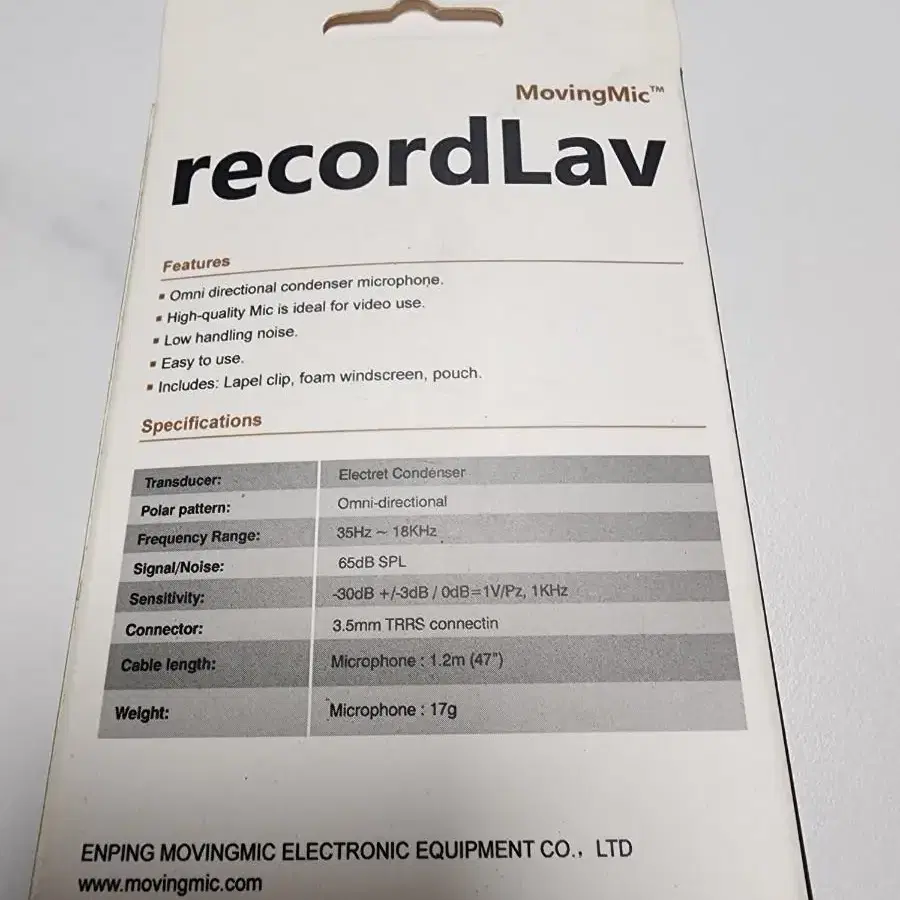 MovingMic™
recordLav
Features
▪ Omni directional condenser microphone.
▪ High-quality Mic is ideal for video use.
▪ Low handling noise.
▪ Easy to use.
▪ Includes: Lapel clip, foam windscreen, pouch.
Specifications
Transducer: Electret Condenser
Polar pattern: Omni-directional
Frequency Range: 35Hz ~ 18KHz
Signal/Noise: 65dB SPL
Sensitivity: -30dB +/-3dB / 0dB=1V/Pz, 1KHz
Connector: 3.5mm TRRS connectin
Cable length: Microphone : 1.2m (47")
Weight: Microphone : 17g
ENPING MOVINGMIC ELECTRONIC EQUIPMENT CO., LTD
www.movingmic.com